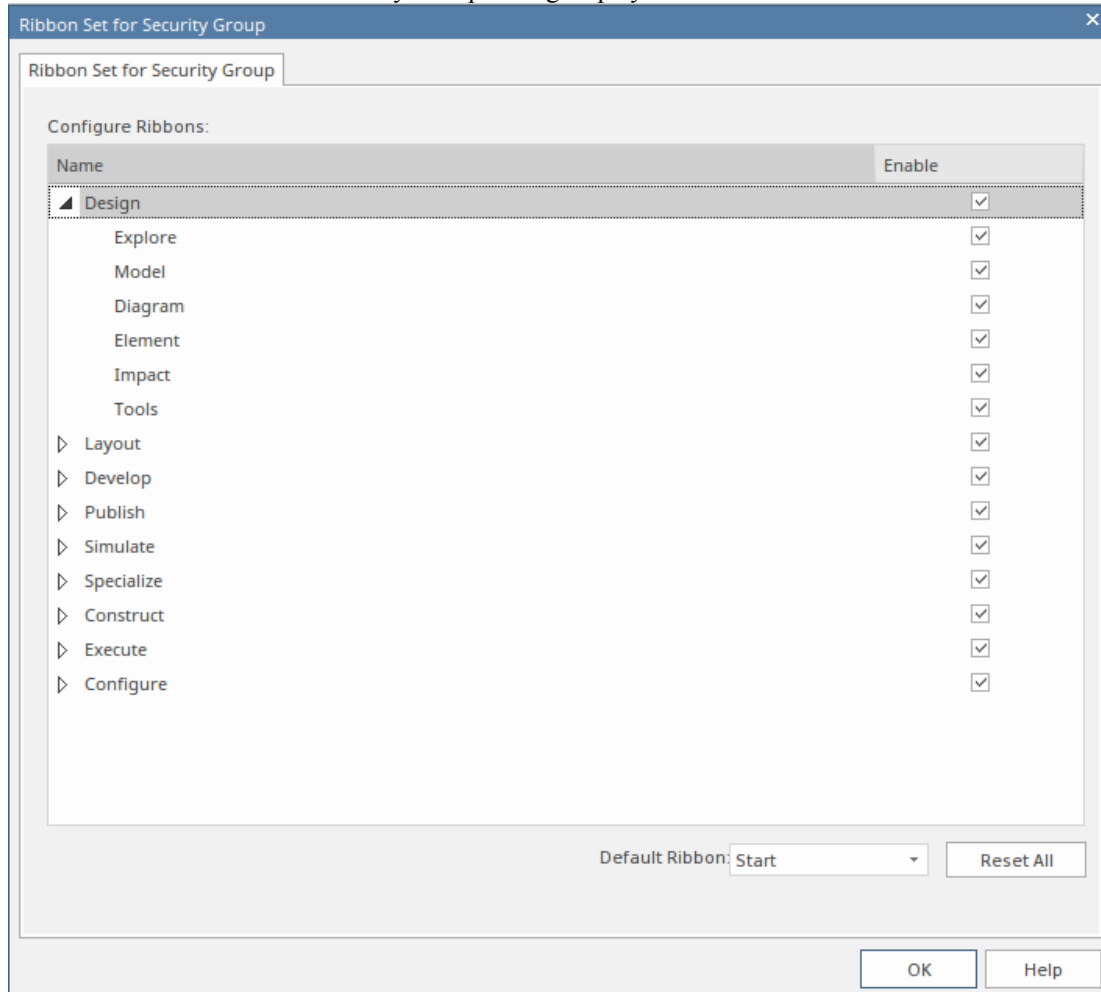 Ribbon Set for Security Group
Ribbon Set for Security Group
Configure Ribbons:
Name Enable
Design
Explore
Model
Diagram
Element
Impact
Tools
Layout
Develop
Publish
Simulate
Specialize
Construct
Execute
Configure
Default Ribbon: Start Reset All
OK Help